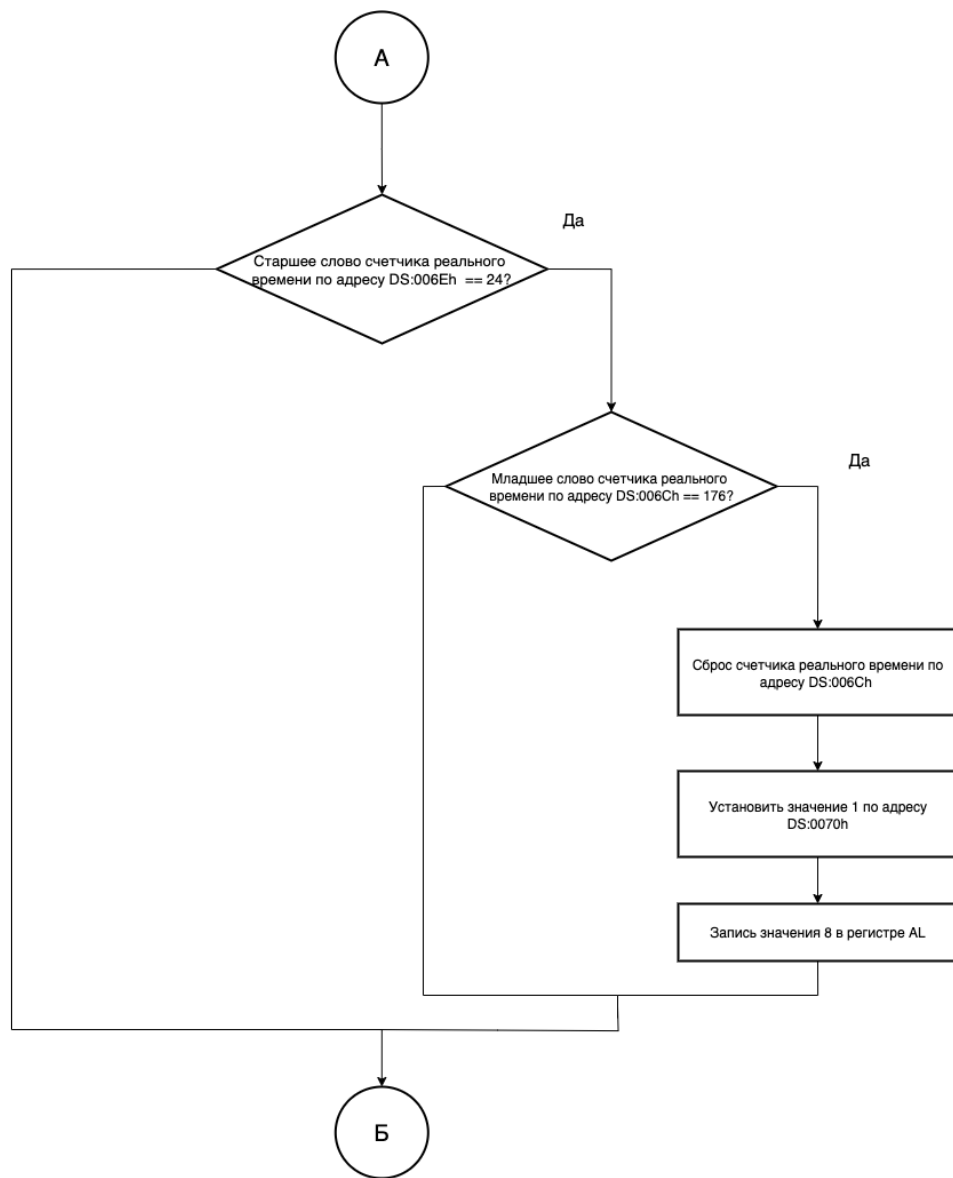 А
Да
Старшее слово счетчика реального
времени по адресу DS:006Eh == 24?
Да
Младшее слово счетчика реального
времени по адресу DS:006Ch == 176?
Сброс счетчика реального времени по
адресу DS:006Ch
Установить значение 1 по адресу
DS:0070h
Запись значения 8 в регистре AL
Б